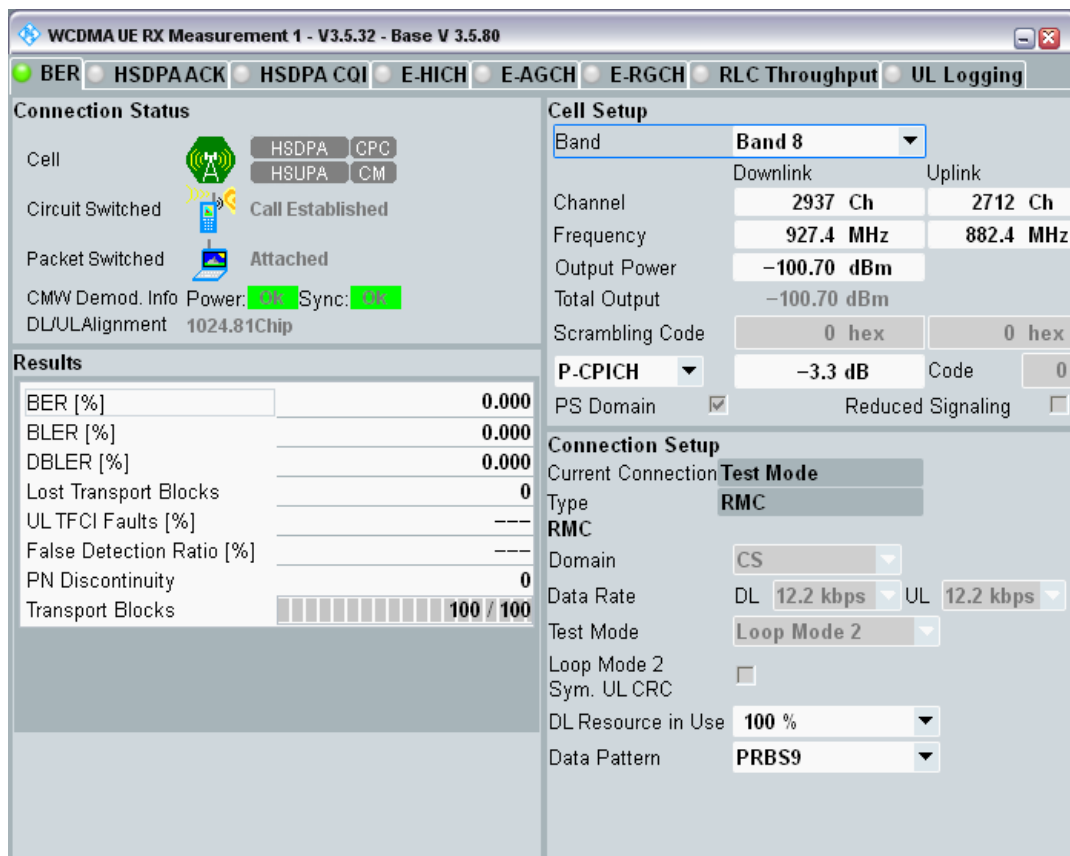 WCDMA UE RX Measurement 1 - V3.5.32 - Base V 3.5.80
BER HSDPA ACK HSDPA CQI E-HICH E-AGCH E-RGCH RLC Throughput UL Logging
Connection Status
Cell HSDPA CPC
HSUPA CM
Circuit Switched Call Established
Packet Switched Attached
CMW Demod. Info Power: Ok Sync: OK
DL/UL Alignment 1024.81Chip
Results
BER [%] 0.000
BLER [%] 0.000
DBLER [%] 0.000
Lost Transport Blocks 0
UL TFCI Faults [%] ---
False Detection Ratio [%] ---
PN Discontinuity 0
Transport Blocks 100 / 100
Cell Setup
Band Band 8
Downlink Uplink
Channel 2937 Ch 2712 Ch
Frequency 927.4 MHz 882.4 MHz
Output Power −100.70 dBm
Total Output −100.70 dBm
Scrambling Code 0 hex 0 hex
P-CPICH −3.3 dB Code 0
PS Domain Reduced Signaling
Connection Setup
Current Connection Test Mode
Type RMC
RMC
Domain CS
Data Rate DL 12.2 kbps UL 12.2 kbps
Test Mode Loop Mode 2
Loop Mode 2
Sym. UL CRC
DL Resource in Use 100 %
Data Pattern PRBS9